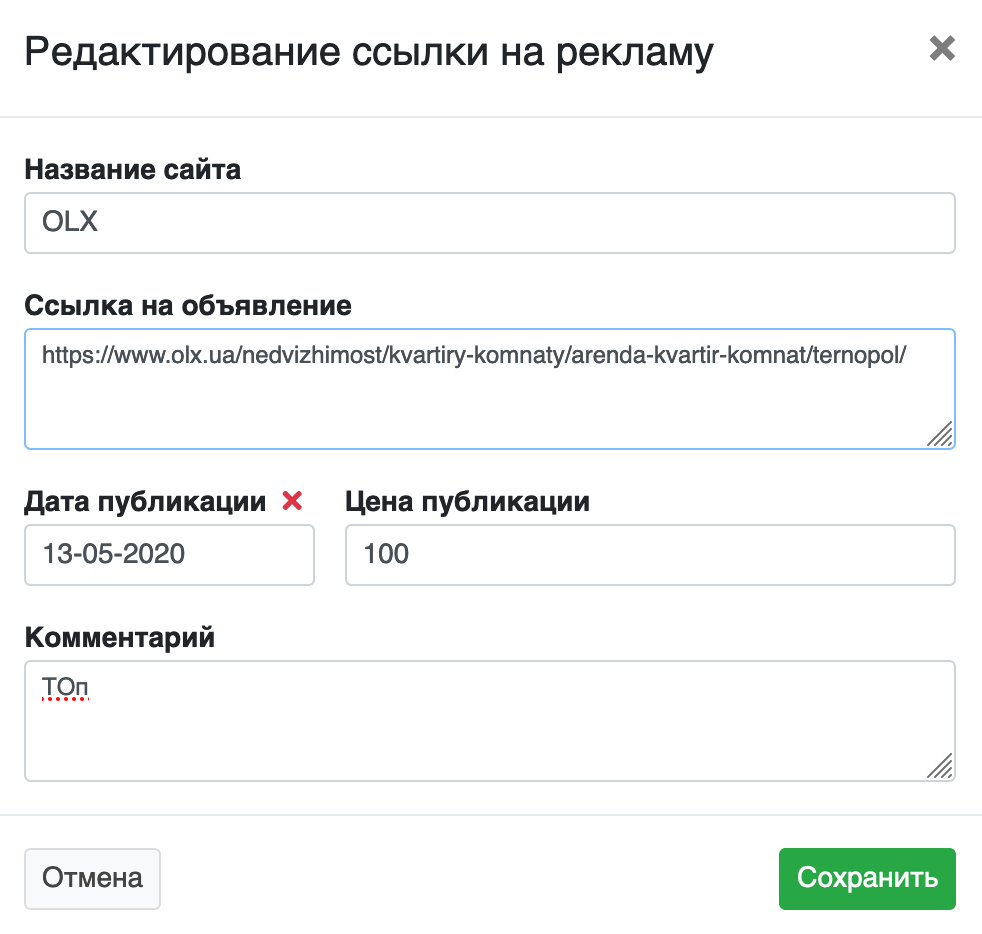 Редактирование ссылки на рекламу
Название сайта
OLX
Ссылка на объявление
https://www.olx.ua/nedvizhimost/kvartiry-komnaty/arenda-kvartir-komnat/ternopol/
Дата публикации Цена публикации
13-05-2020 100
Комментарий
ТОп
Отмена Сохранить